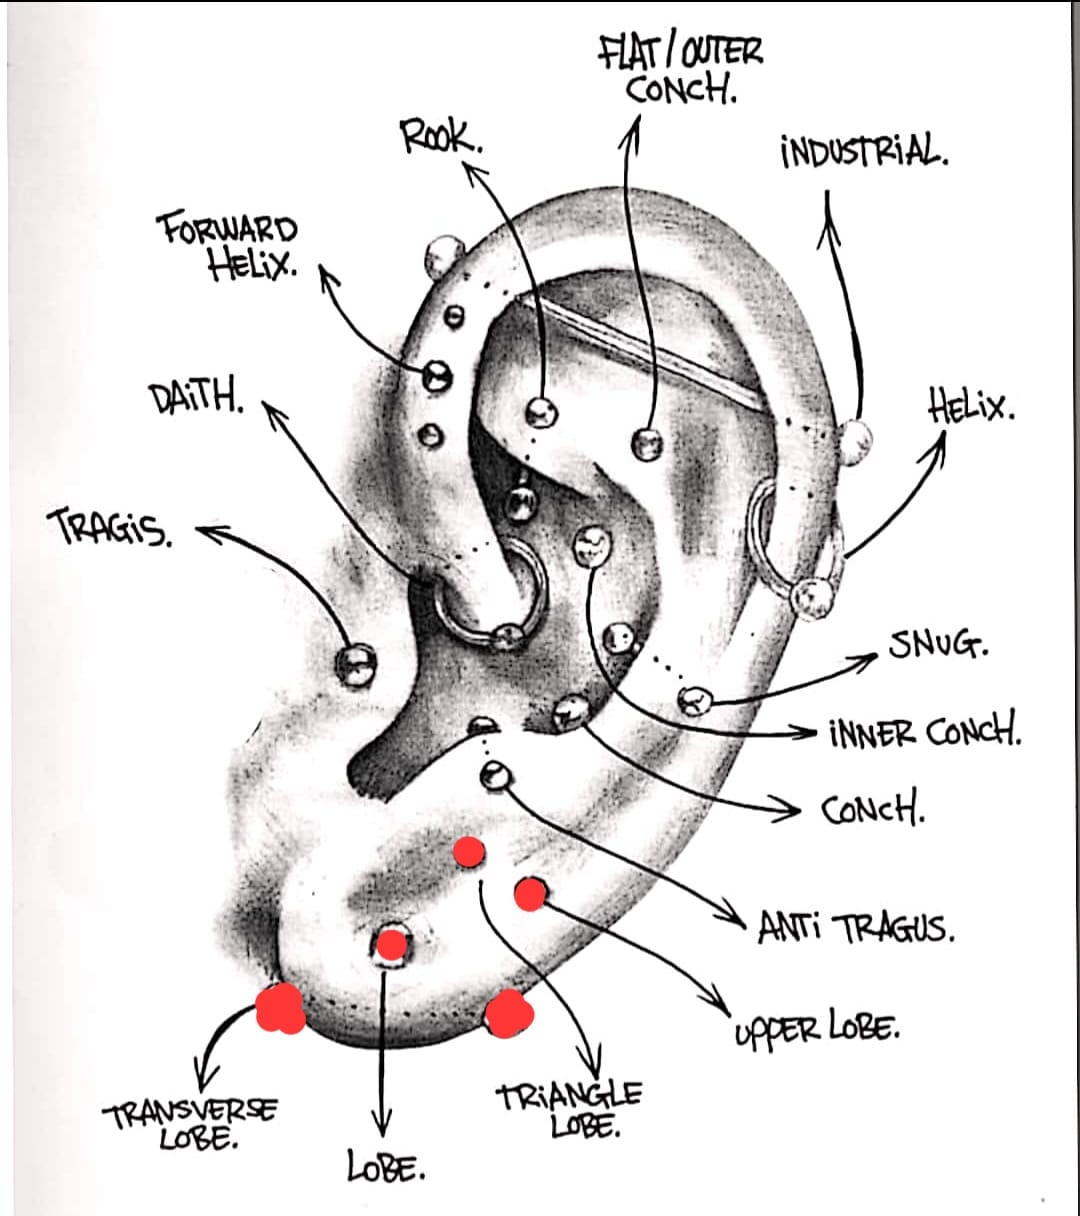 FLAT/OUTER
CONCH.
ROOK.
iNDUSTRiAL.
FORWARD
HELiX.
DAiTH.
HELiX.
TRAGiS.
SNUG.
iNNER CONCH.
CONCH.
ANTi TRAGUS.
UPPER LOBE.
TRiANGLE
LOBE.
TRANSVERSE
LOBE.
LOBE.